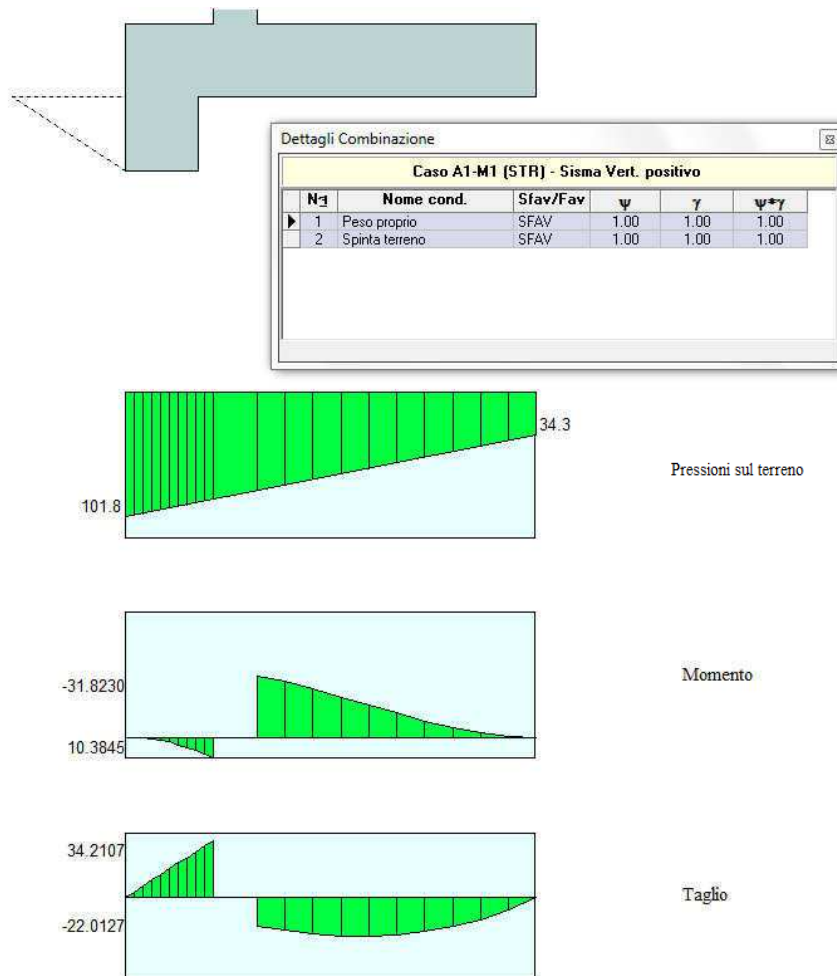 Dettagli Combinazione
Caso A1-M1 (STR) - Sisma Vert. positivo
Nome cond. Sfav/Fav ψ γ ψ*γ
1 Peso proprio SFAV 1.00 1.00 1.00
2 Spinta terreno SFAV 1.00 1.00 1.00
34.3
Pressioni sul terreno
101.8
Momento
-31.8230
10.3845
34.2107
Taglio
-22.0127